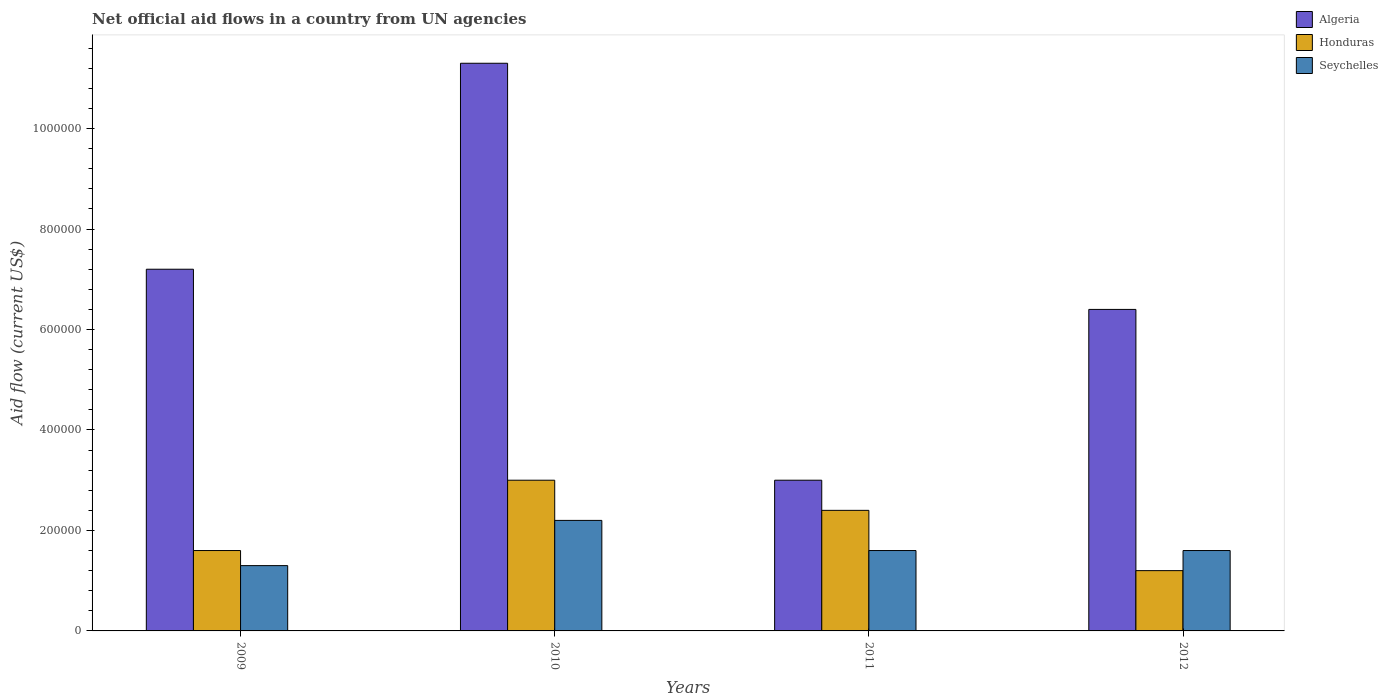 Net official aid flows in a country from UN agencies
Algeria
Honduras
Seychelles
Aid flow (current US$)
1000000
800000
600000
400000
200000
0
2009
2010
2011
2012
Years